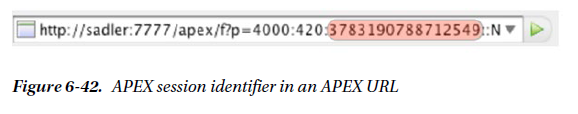 http://sadler:7777/apex/f?p=4000:420:3783190788712549::N
Figure 6-42. APEX session identifier in an APEX URL